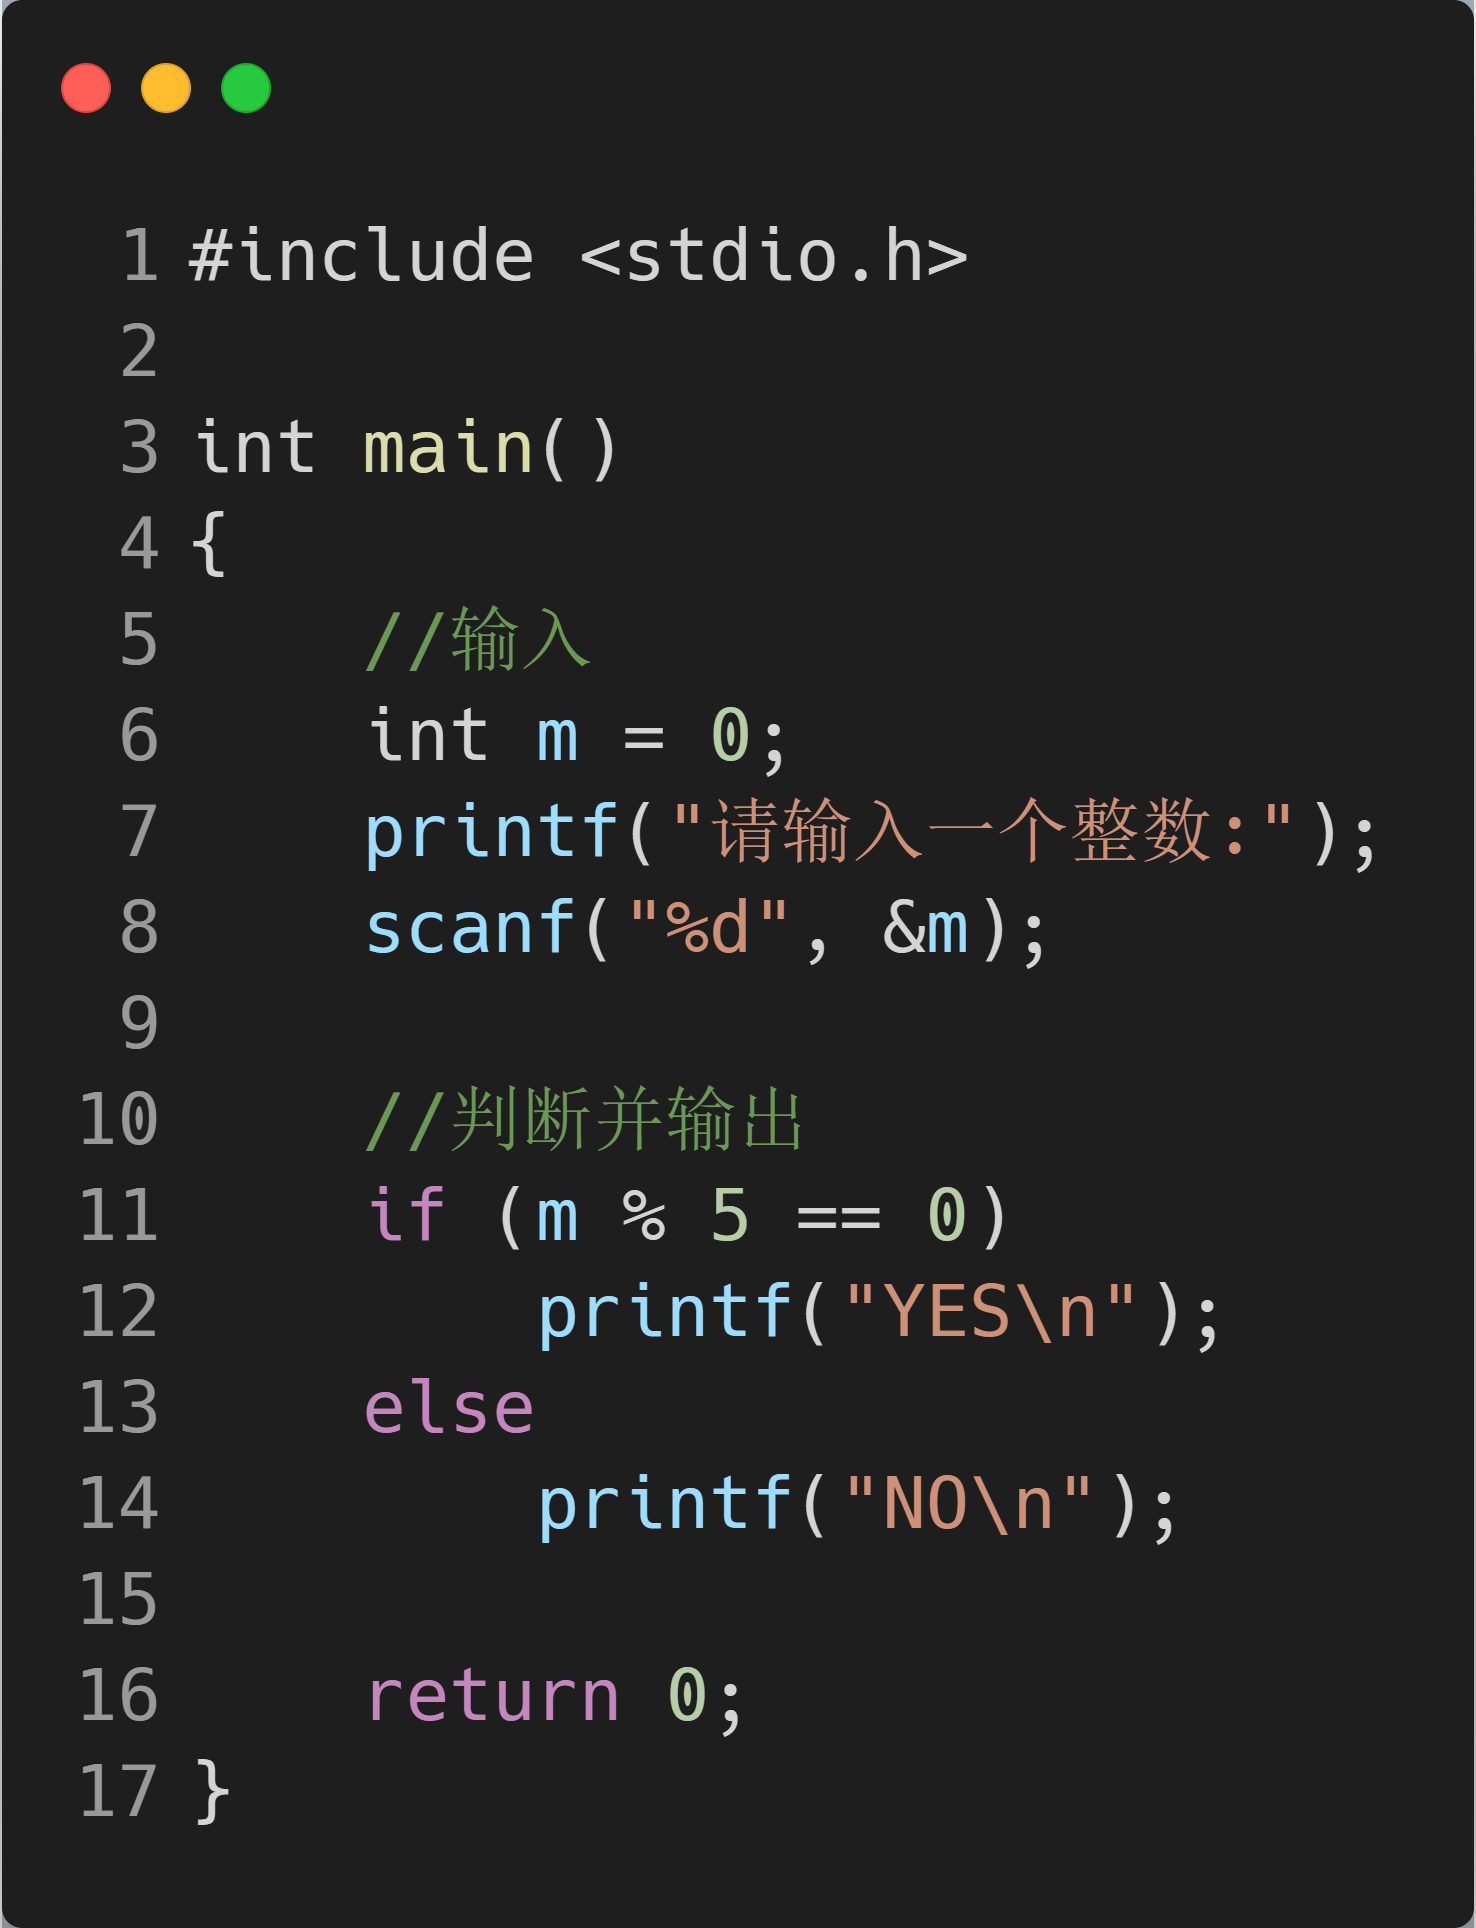 1 #include <stdio.h>
2
3 int main()
4 {
5     //输入
6     int m = 0;
7     printf("请输入一个整数:");
8     scanf("%d", &m);
9
10     //判断并输出
11     if (m % 5 == 0)
12         printf("YES\n");
13     else
14         printf("NO\n");
15
16     return 0;
17 }